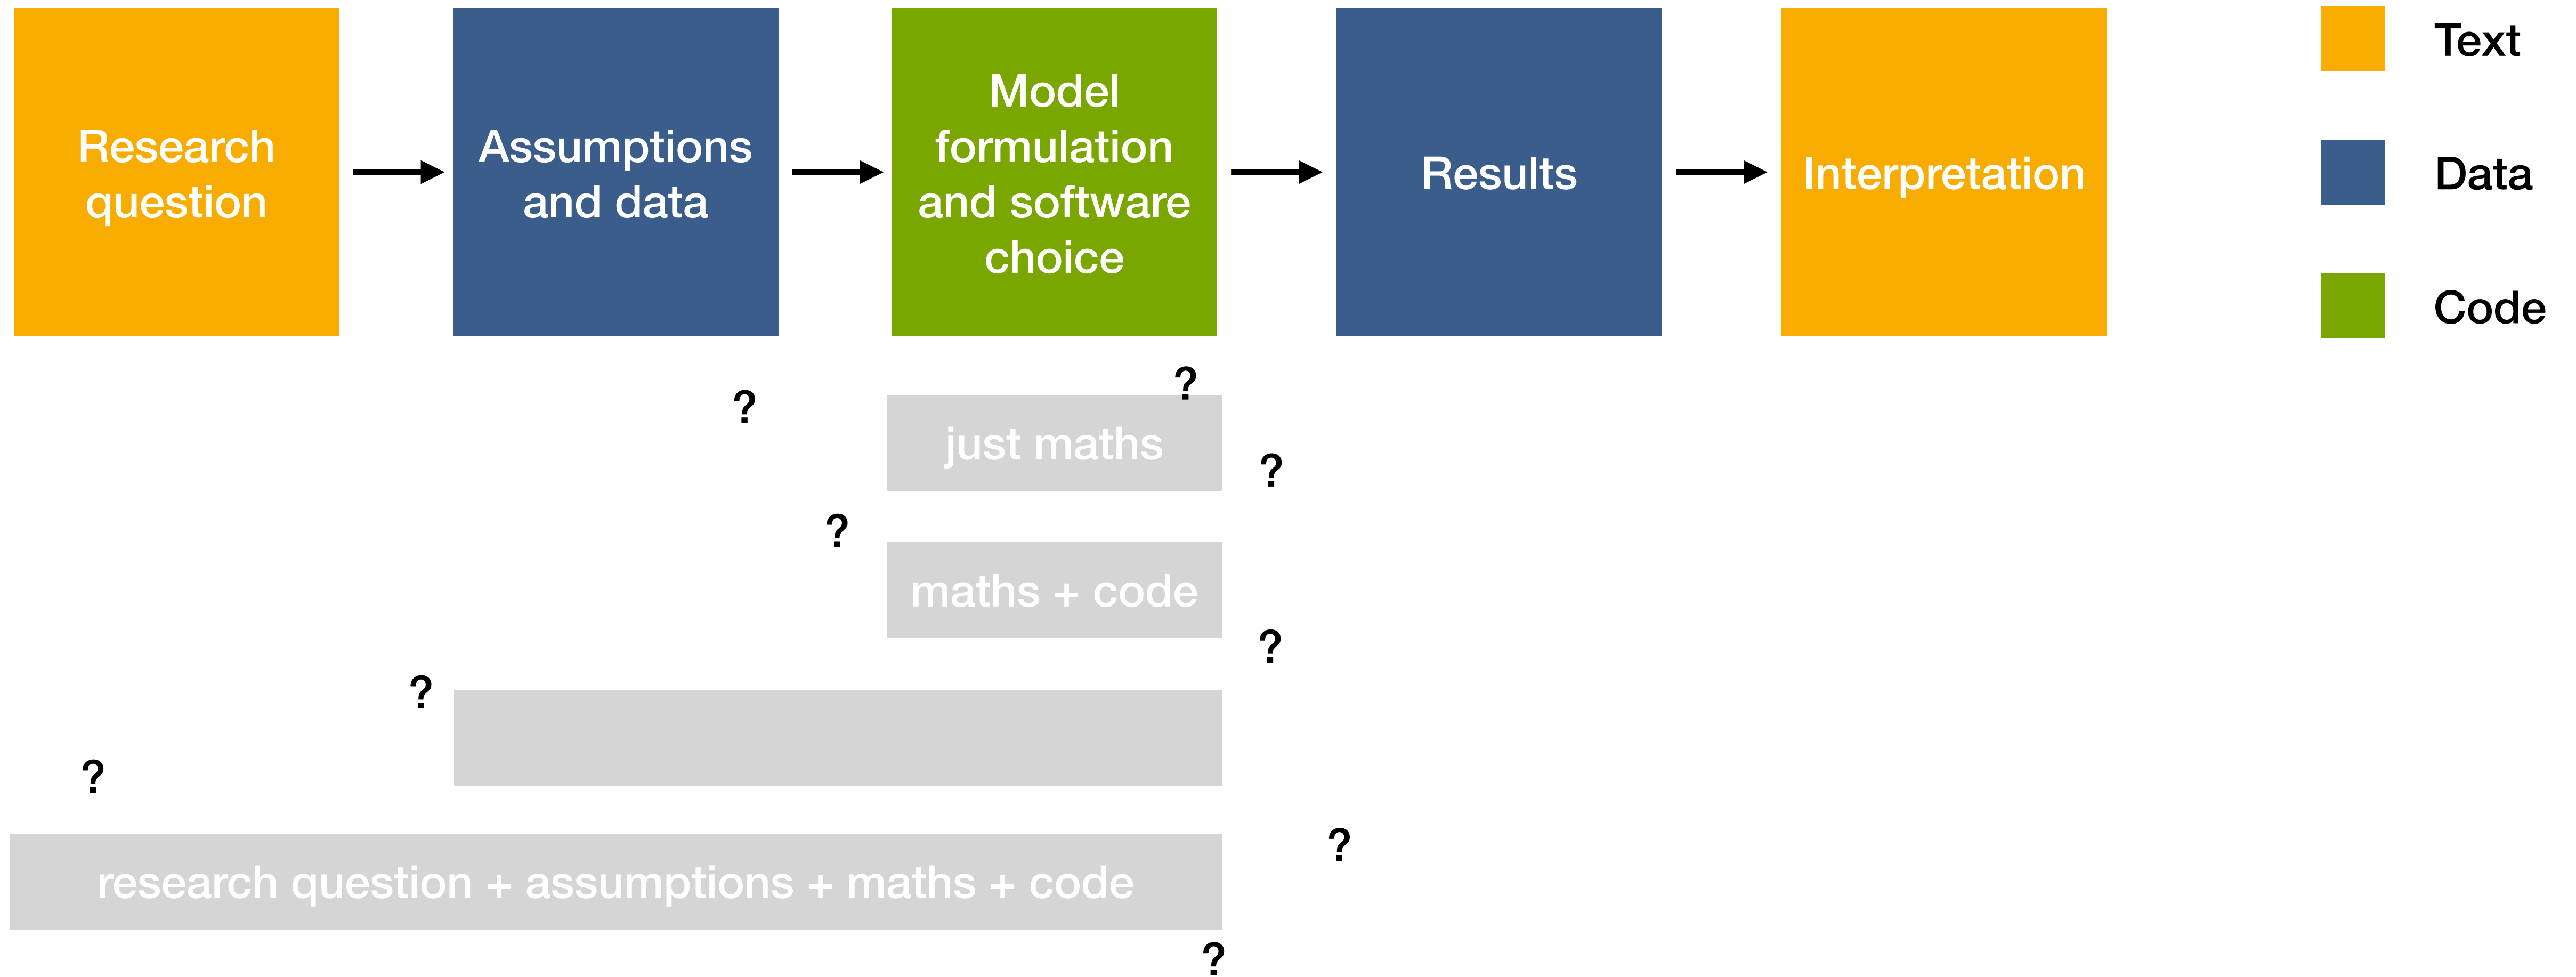 Research
question
Assumptions
and data
Model
formulation
and software
choice
Results
Interpretation
Text
Data
Code
?
?
just maths
?
?
maths + code
?
?
?
research question + assumptions + maths + code
?
?